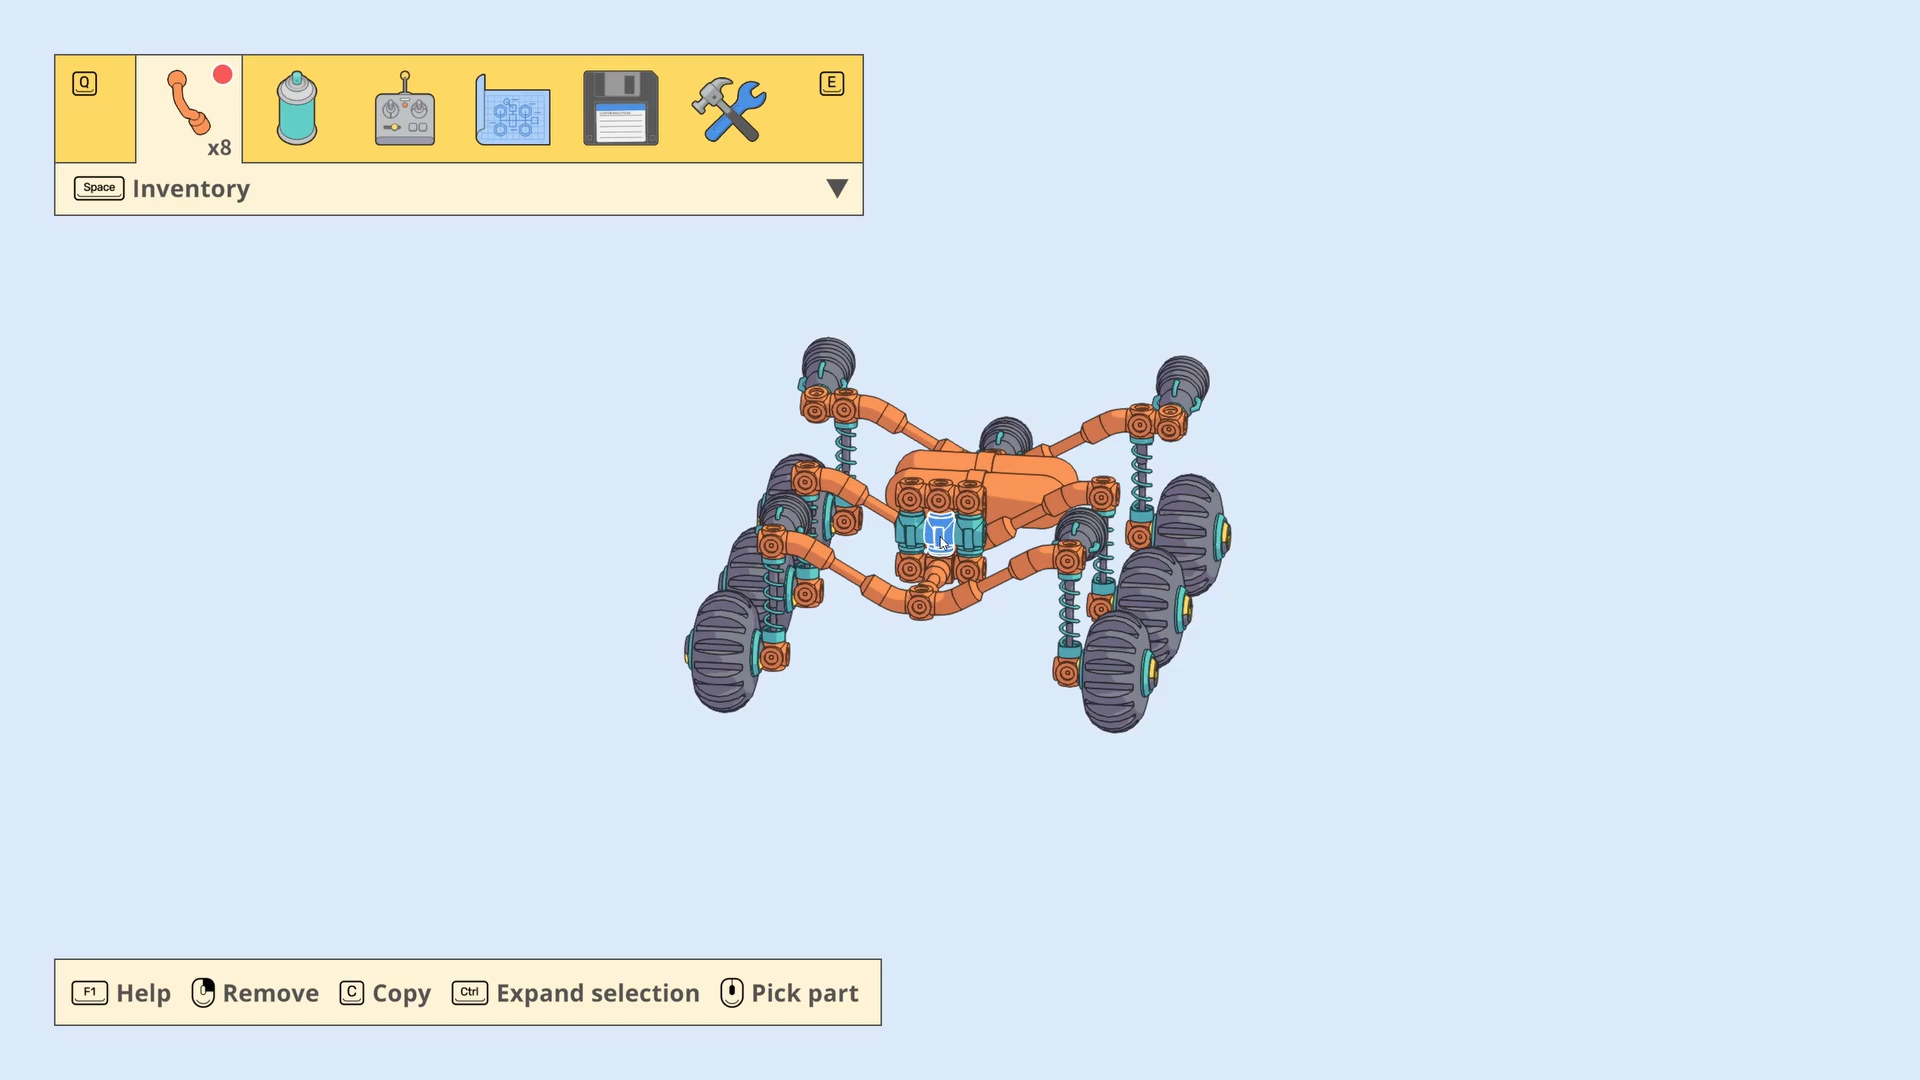 Q
x8
E
Space Inventory
F1 Help Remove C Copy Ctrl Expand selection Pick part